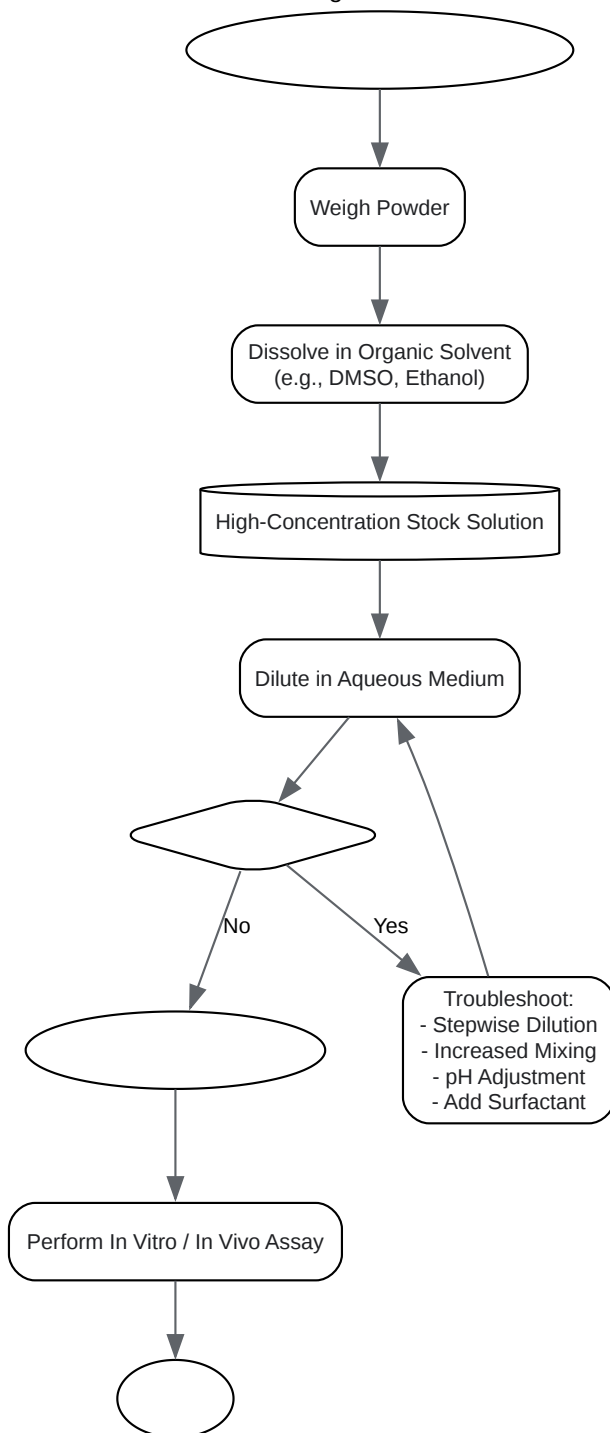 Weigh Powder
Dissolve in Organic Solvent
(e.g., DMSO, Ethanol)
High-Concentration Stock Solution
Dilute in Aqueous Medium
No
Yes
Troubleshoot:
- Stepwise Dilution
- Increased Mixing
- pH Adjustment
- Add Surfactant
Perform In Vitro / In Vivo Assay